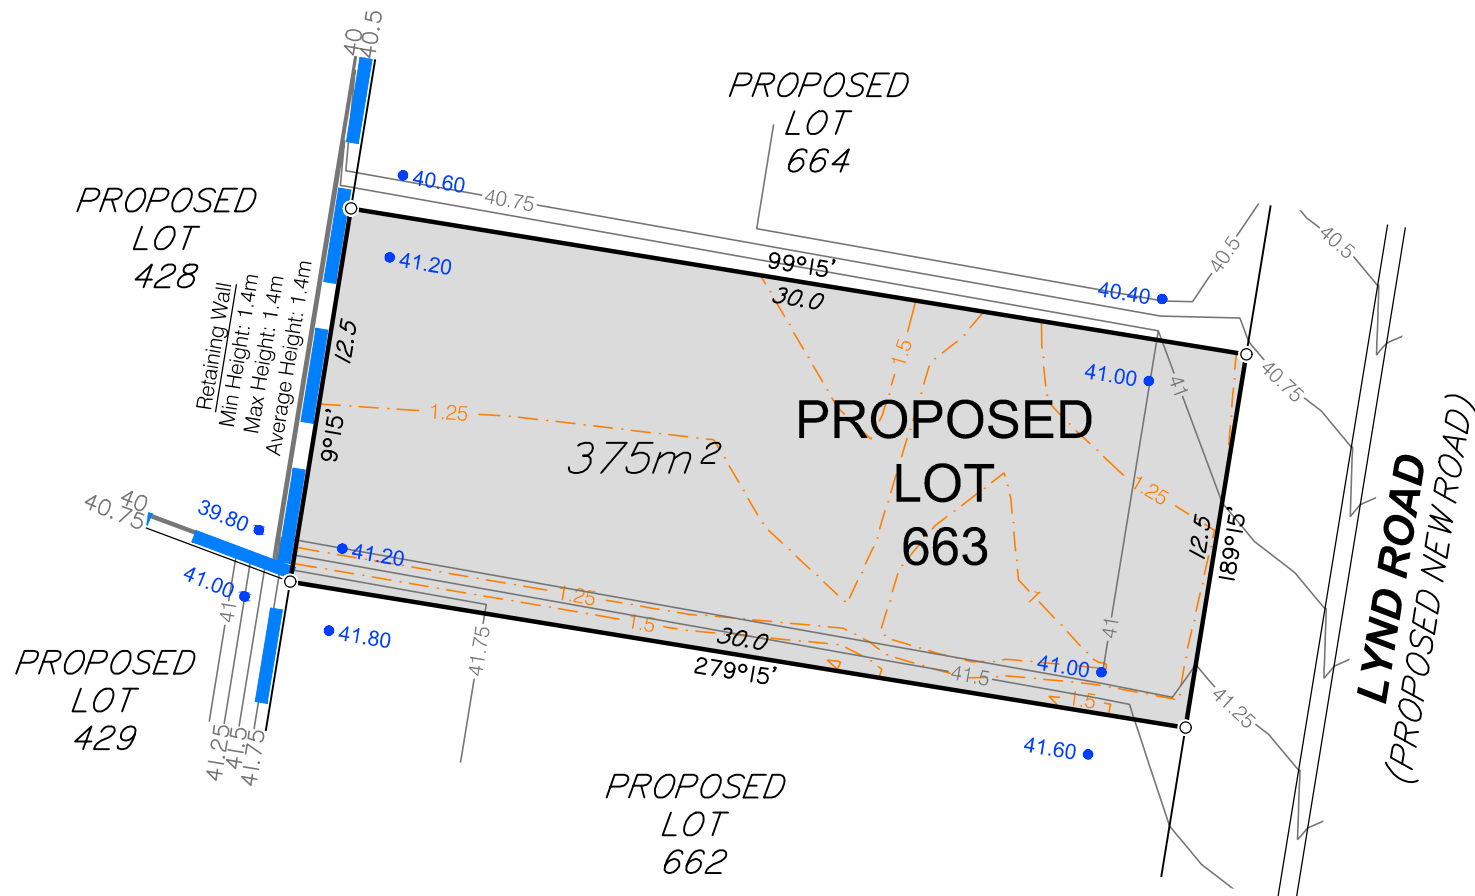 40
40.5
PROPOSED
LOT
664
40.60
40.75
PROPOSED
LOT
428
40.5
40.5
41.20
99°15'
30.0
40.40
Retaining Wall
Min Height: 1.4m
Max Height: 1.4m
Average Height: 1.4m
12.5
9°15'
1.5
41.00
41
40.75
1.25
375m²
PROPOSED
LOT
663
1.25
12.5
189°15'
LYND ROAD
(PROPOSED NEW ROAD)
40
40.75
39.80
41.20
41.00
41
1.25
1.5
1
41
41.80
41.75
30.0
279°15'
41.5
41.00
1.5
41.25
PROPOSED
LOT
429
41.25
41.5
41.75
41.60
PROPOSED
LOT
662